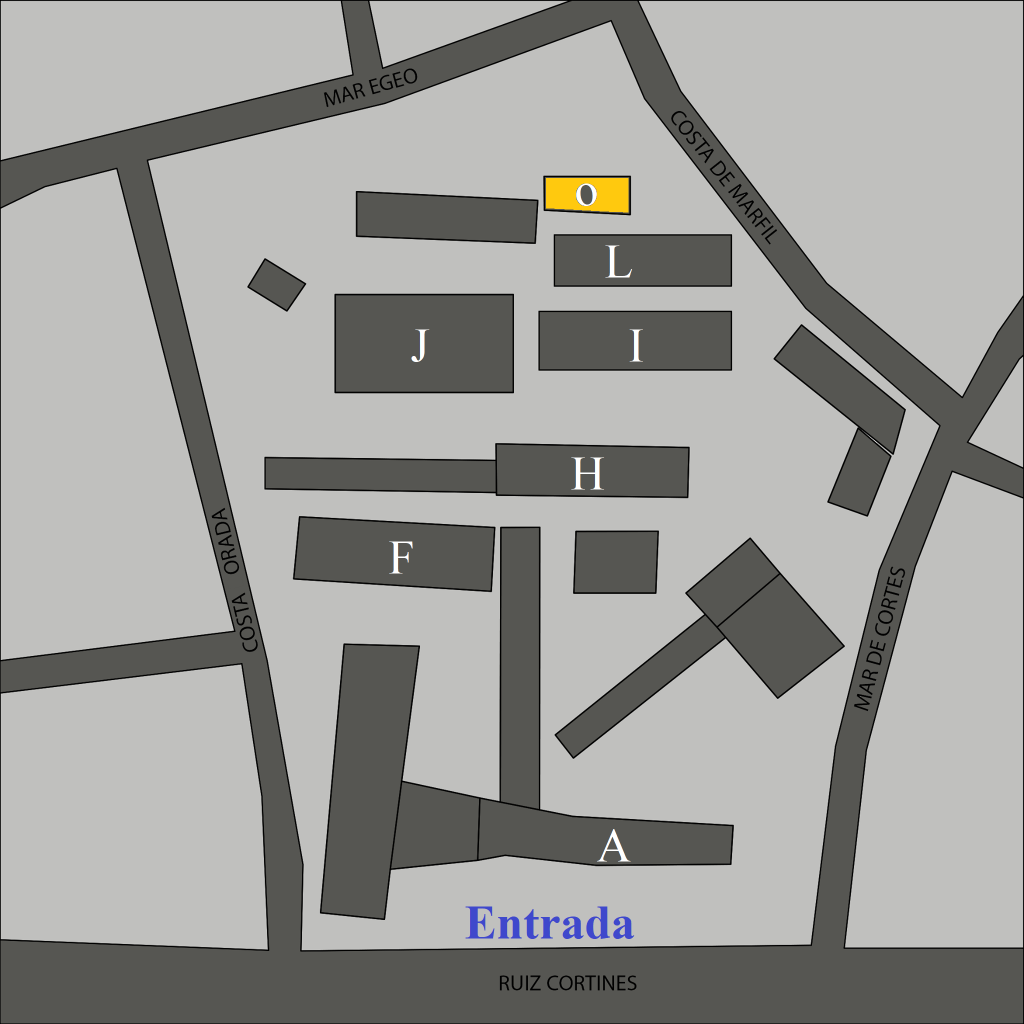 MAR EGEO
COSTA DE MARFIL
O
L
J
I
H
F
COSTA ORADA
MAR DE CORTES
A
Entrada
RUIZ CORTINES